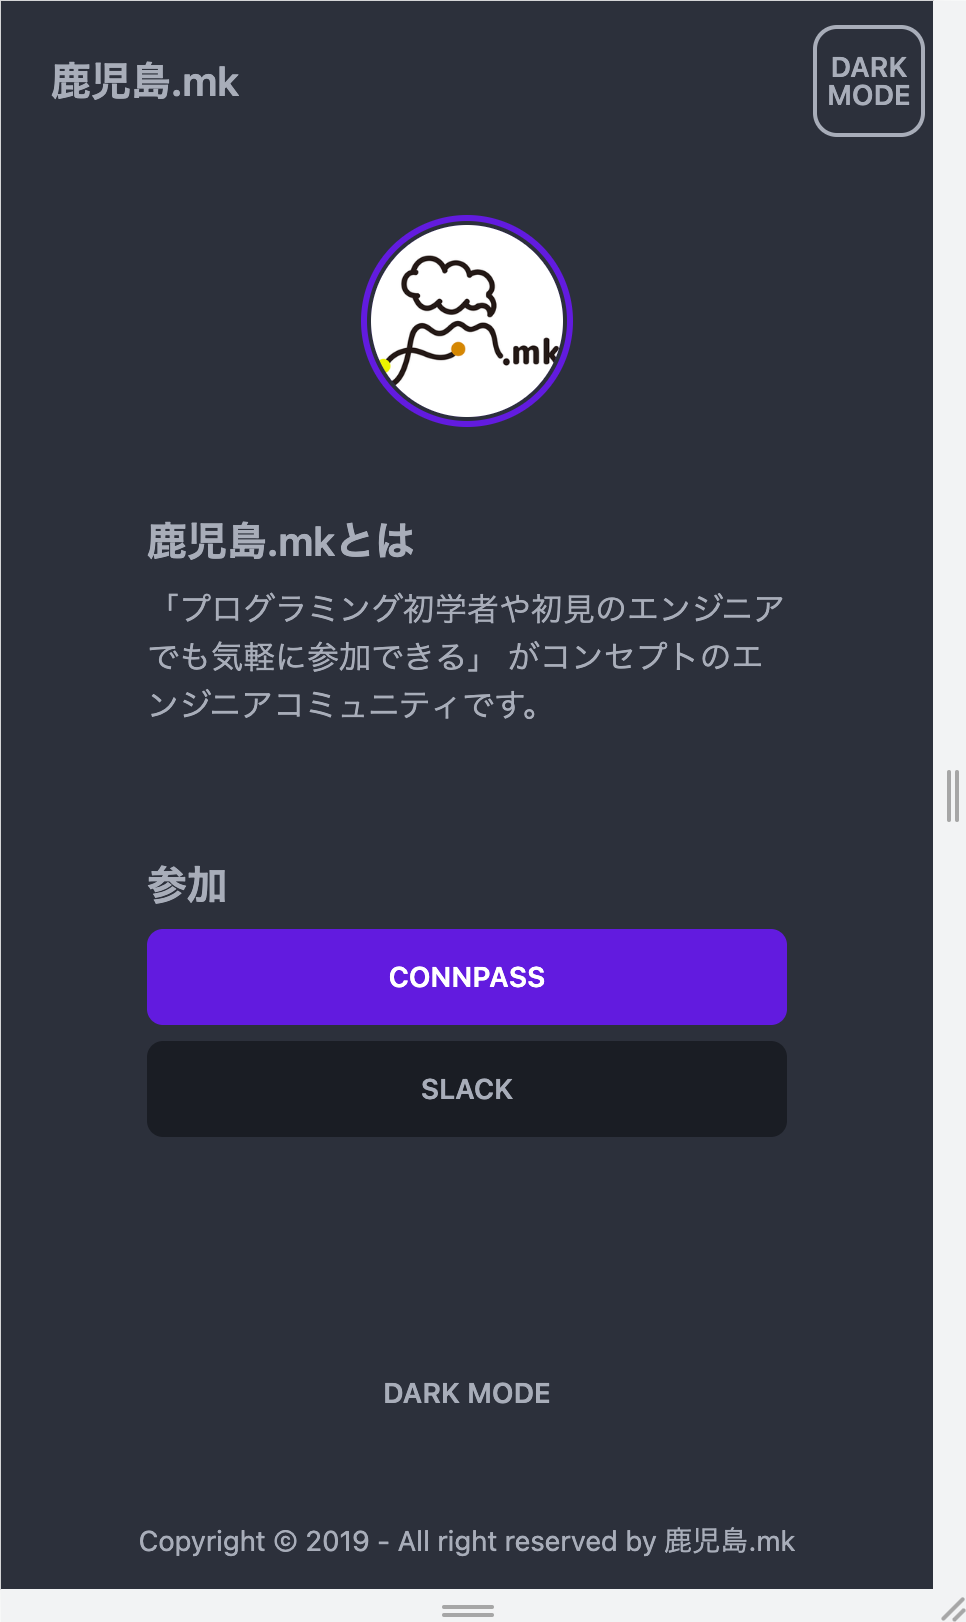 鹿児島.mk
DARK
MODE
.mk
鹿児島.mkとは
「プログラミング初学者や初見のエンジニア
でも気軽に参加できる」 がコンセプトのエ
ンジニアコミュニティです。
参加
CONNPASS
SLACK
DARK MODE
Copyright © 2019 - All right reserved by 鹿児島.mk